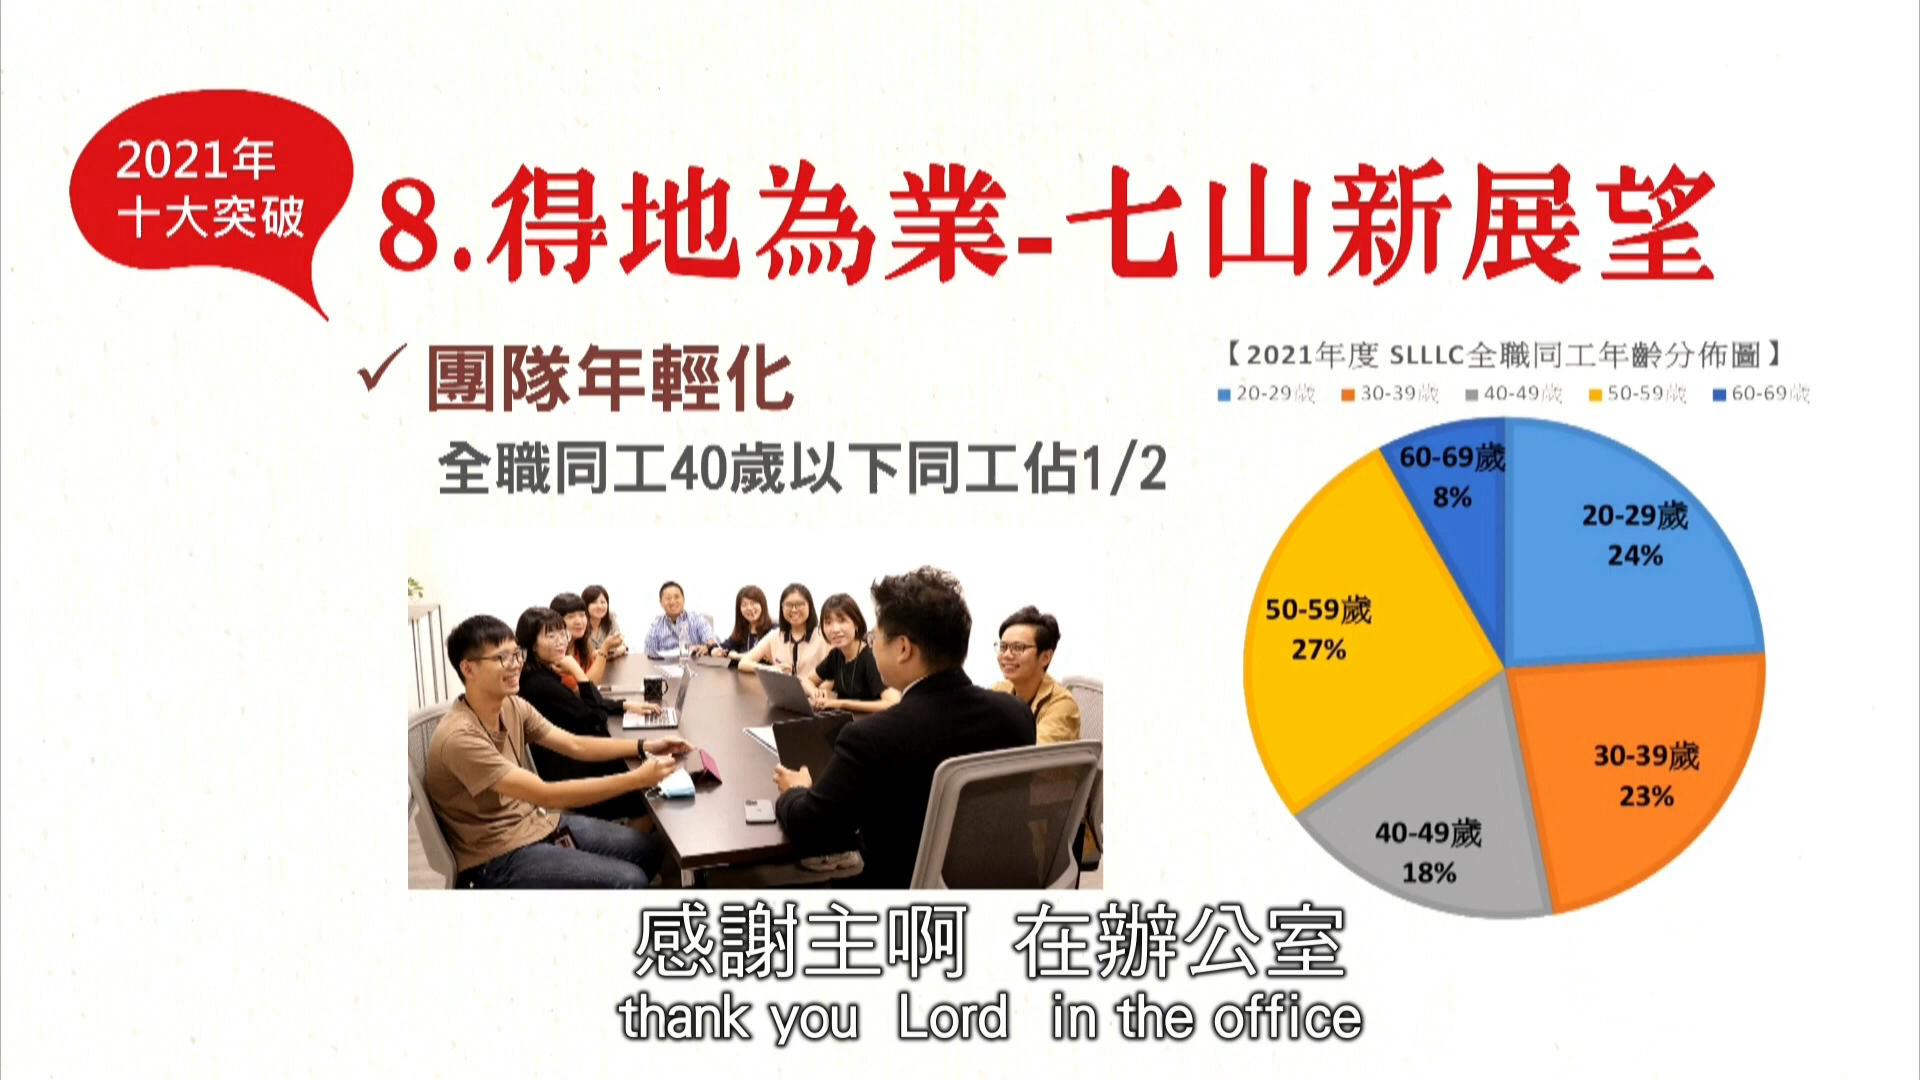 2021年
十大突破
8.得地為業-七山新展望
✓ 團隊年輕化
全職同工40歲以下同工佔1/2
【2021年度 SLLLC全職同工年齡分佈圖】
20-29歲 30-39歲 40-49歲 50-59歲 60-69歲
60-69歲
8%
20-29歲
24%
50-59歲
27%
30-39歲
23%
40-49歲
18%
感謝主啊 在辦公室
thank you Lord in the office